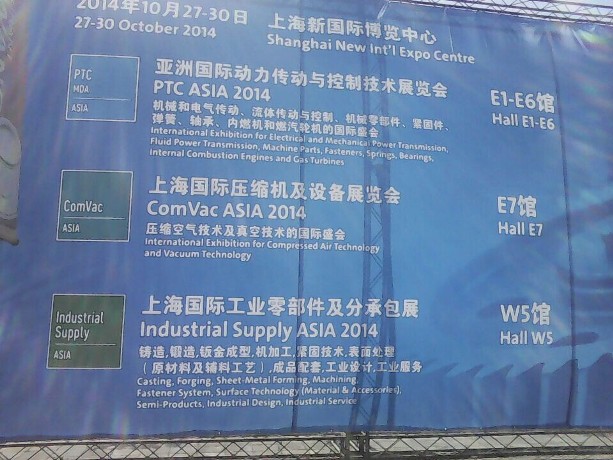 2014年10月27-30日
27-30 October 2014
上海新国际博览中心
Shanghai New Int'l Expo Centre
PTC
MDA
ASIA
亚洲国际动力传动与控制技术展览会
PTC ASIA 2014
机械和电气传动、流体传动与控制、机械零部件、紧固件、
弹簧、轴承、内燃机和燃汽轮机的国际盛会
International Exhibition for Electrical and Mechanical Power Transmission,
Fluid Power Transmission, Machine Parts, Fasteners, Springs, Bearings,
Internal Combustion Engines and Gas Turbines
E1-E6馆
Hall E1-E6
ComVac
ASIA
上海国际压缩机及设备展览会
ComVac ASIA 2014
压缩空气技术及真空技术的国际盛会
International Exhibition for Compressed Air Technology
and Vacuum Technology
E7馆
Hall E7
Industrial
Supply
ASIA
上海国际工业零部件及分承包展
Industrial Supply ASIA 2014
铸造,锻造,钣金成型,机加工,紧固技术,表面处理
(原材料及辅料工艺),成品配套,工业设计,工业服务
Casting, Forging, Sheet-Metal Forming, Machining,
Fastener System, Surface Technology (Material & Accessories),
Semi-Products, Industrial Design, Industrial Service
W5馆
Hall W5